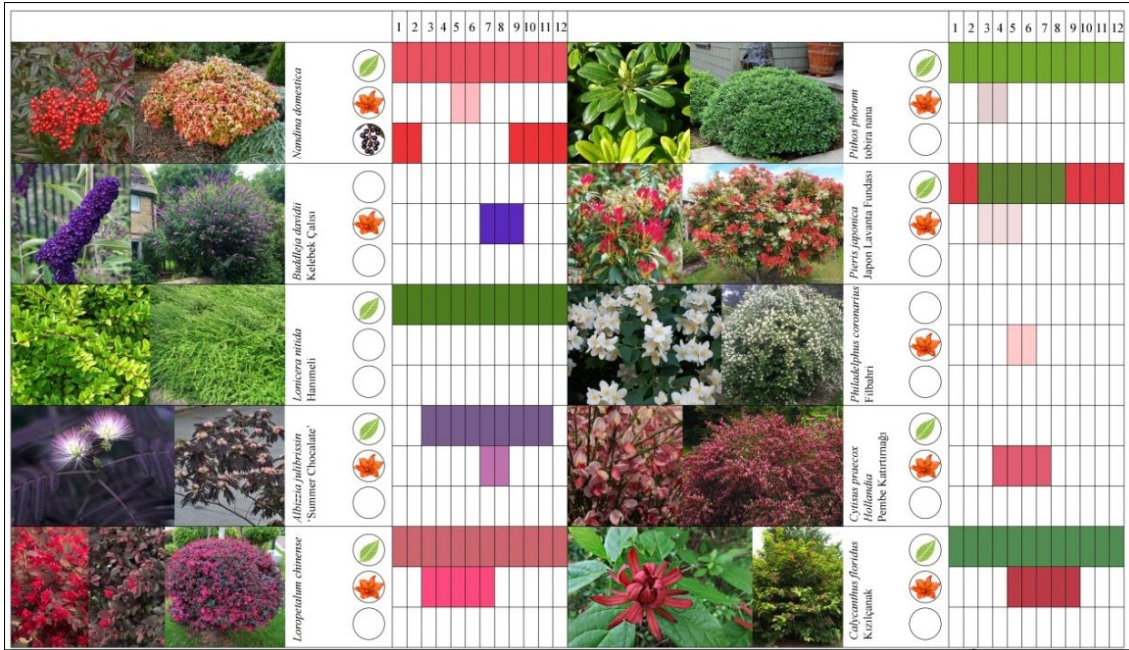 1 2 3 4 5 6 7 8 9 10 11 12
1 2 3 4 5 6 7 8 9 10 11 12
Nandina domestica
Pithos phorum
tobira nana
Buddleja davidii
Kelebek Çalısı
Pieris japonica
Japon Lavanta Fundası
Lonicera nitida
Hanımeli
Philadelphus coronarius
Filbahri
Albizzia julibrissin
‘Summer Chocalate’
Cytisus praecox
Hollandia
Pembe Katırtırnağı
Loropetalum chinense
Calycanthus floridus
Kızılçanak